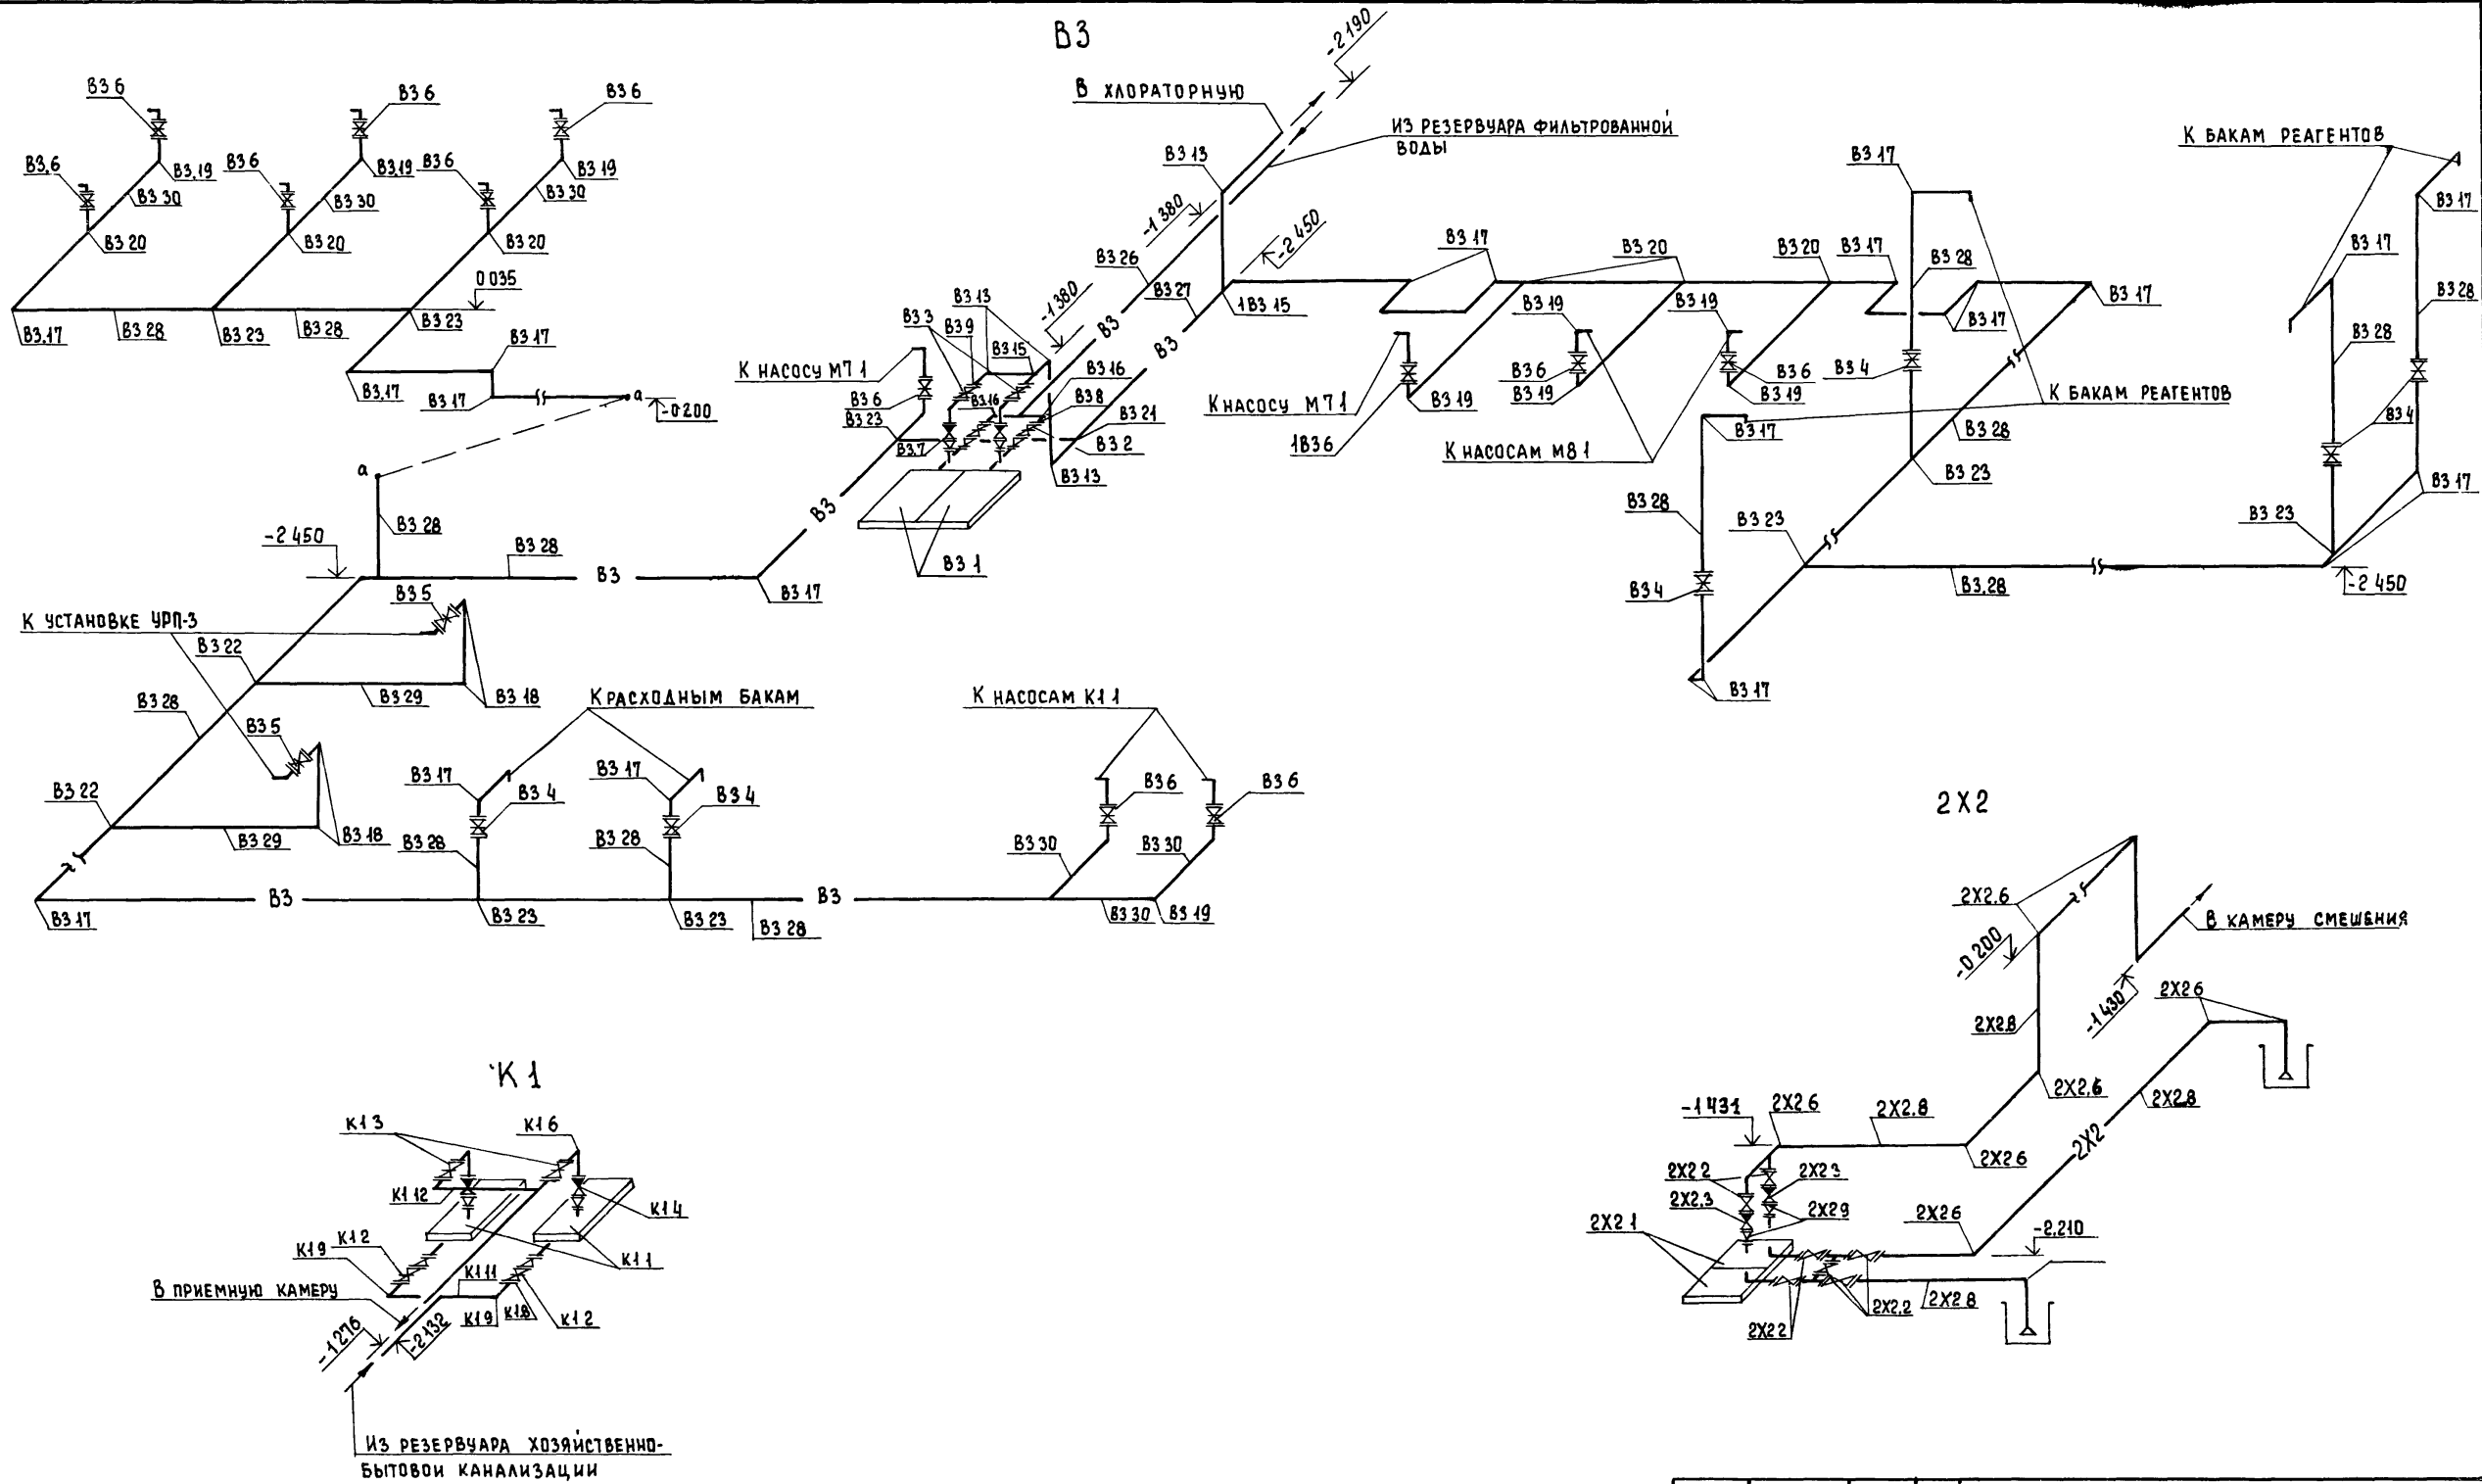 В3
-2 190
В ХЛОРАТОРНУЮ
ИЗ РЕЗЕРВУАРА ФИЛЬТРОВАННОЙ
ВОДЫ
К БАКАМ РЕАГЕНТОВ
В3 6
В3 6
В3 6
В3.6
В3.19
В3 6
В3.19
В3 6
В3 19
В3 30
В3 30
В3 30
В3 20
В3 20
В3 20
0 035
В3.17
В3 28
В3 23
В3 28
В3 23
В3 17
В3.17
В3 17
а
-0 200
а
В3 28
В3 13
-1 380
-2 450
В3 26
В3 27
-1 380
В3 13
В3 3
В3 9
В3 15
В3
В3
1В3 15
К НАСОСУ М7 1
В3 16
В3 6
В3.16
В3 8
В3 21
В3 23
В3.7
В3 2
В3 13
В3
В3 1
В3 17
В3 20
В3 20
В3 17
В3 17
В3 28
В3 17
В3 17
В3 19
В3 19
К НАСОСУ М7 1
В3 6
В3 6
В3 4
В3 19
В3 19
В3 19
1В3 6
К НАСОСАМ М8 1
К БАКАМ РЕАГЕНТОВ
В3 17
В3 28
В3 23
В3 28
В3 23
В3 4
В3 17
В3.28
-2 450
В3 17
В3 17
В3 28
В3 28
В3 4
В3 17
В3 23
-2 450
В3 28
В3
В3 17
В3 5
К УСТАНОВКЕ УРП-3
В3 22
В3 29
В3 18
В3 28
В3 5
В3 22
В3 29
В3 18
К РАСХОДНЫМ БАКАМ
К НАСОСАМ К1 1
В3 17
В3 4
В3 17
В3 4
В3 6
В3 6
В3 28
В3 28
В3 30
В3 30
В3 17
В3
В3 23
В3 23
В3 28
В3
В3 30
В3 19
2Х2
2Х2.6
В КАМЕРУ СМЕШЕНИЯ
-0 200
-1 430
2Х2 6
2Х2.8
2Х2.6
2Х2.8
-1 431
2Х2 6
2Х2.8
2Х2
2Х2 6
2Х2 2
2Х2 3
2Х2.3
2Х2 9
2Х2 1
2Х2 6
-2.210
2Х2 2
2Х2.2
2Х2 8
К 1
К1 3
К1 6
К1 12
К1 4
К1 2
К1 9
К1 1
К1 11
В ПРИЕМНУЮ КАМЕРУ
К1 9
К1.8
К1 2
-1 276
-2 132
ИЗ РЕЗЕРВУАРА ХОЗЯЙСТВЕННО-
БЫТОВОЙ КАНАЛИЗАЦИИ